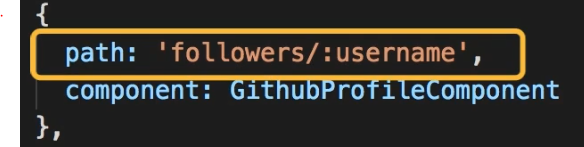 {
path: 'followers/:username',
component: GithubProfileComponent
},